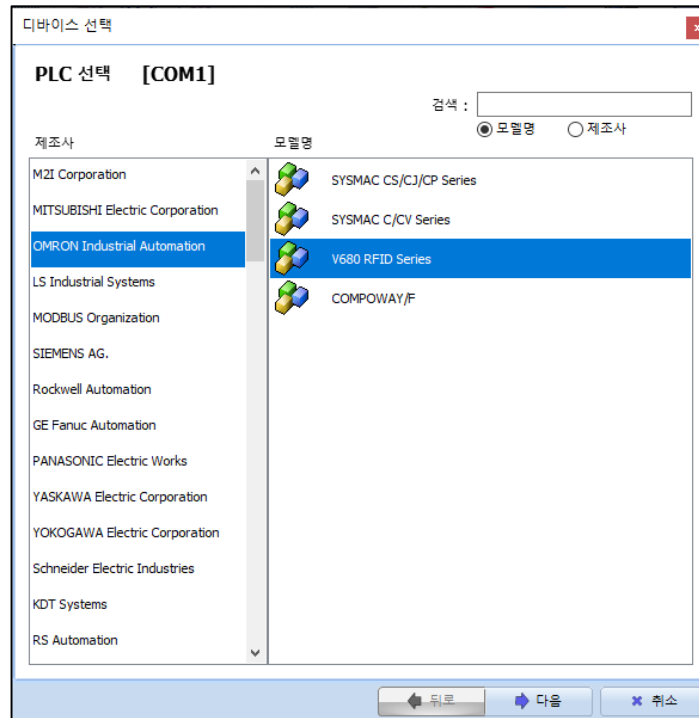 디바이스 선택
PLC 선택 [COM1]
검색 :
모델명 제조사
제조사
모델명
M2I Corporation
MITSUBISHI Electric Corporation
OMRON Industrial Automation
LS Industrial Systems
MODBUS Organization
SIEMENS AG.
Rockwell Automation
GE Fanuc Automation
PANASONIC Electric Works
YASKAWA Electric Corporation
YOKOGAWA Electric Corporation
Schneider Electric Industries
KDT Systems
RS Automation
SYSMAC CS/CJ/CP Series
SYSMAC C/CV Series
V680 RFID Series
COMPOWAY/F
뒤로 다음 취소